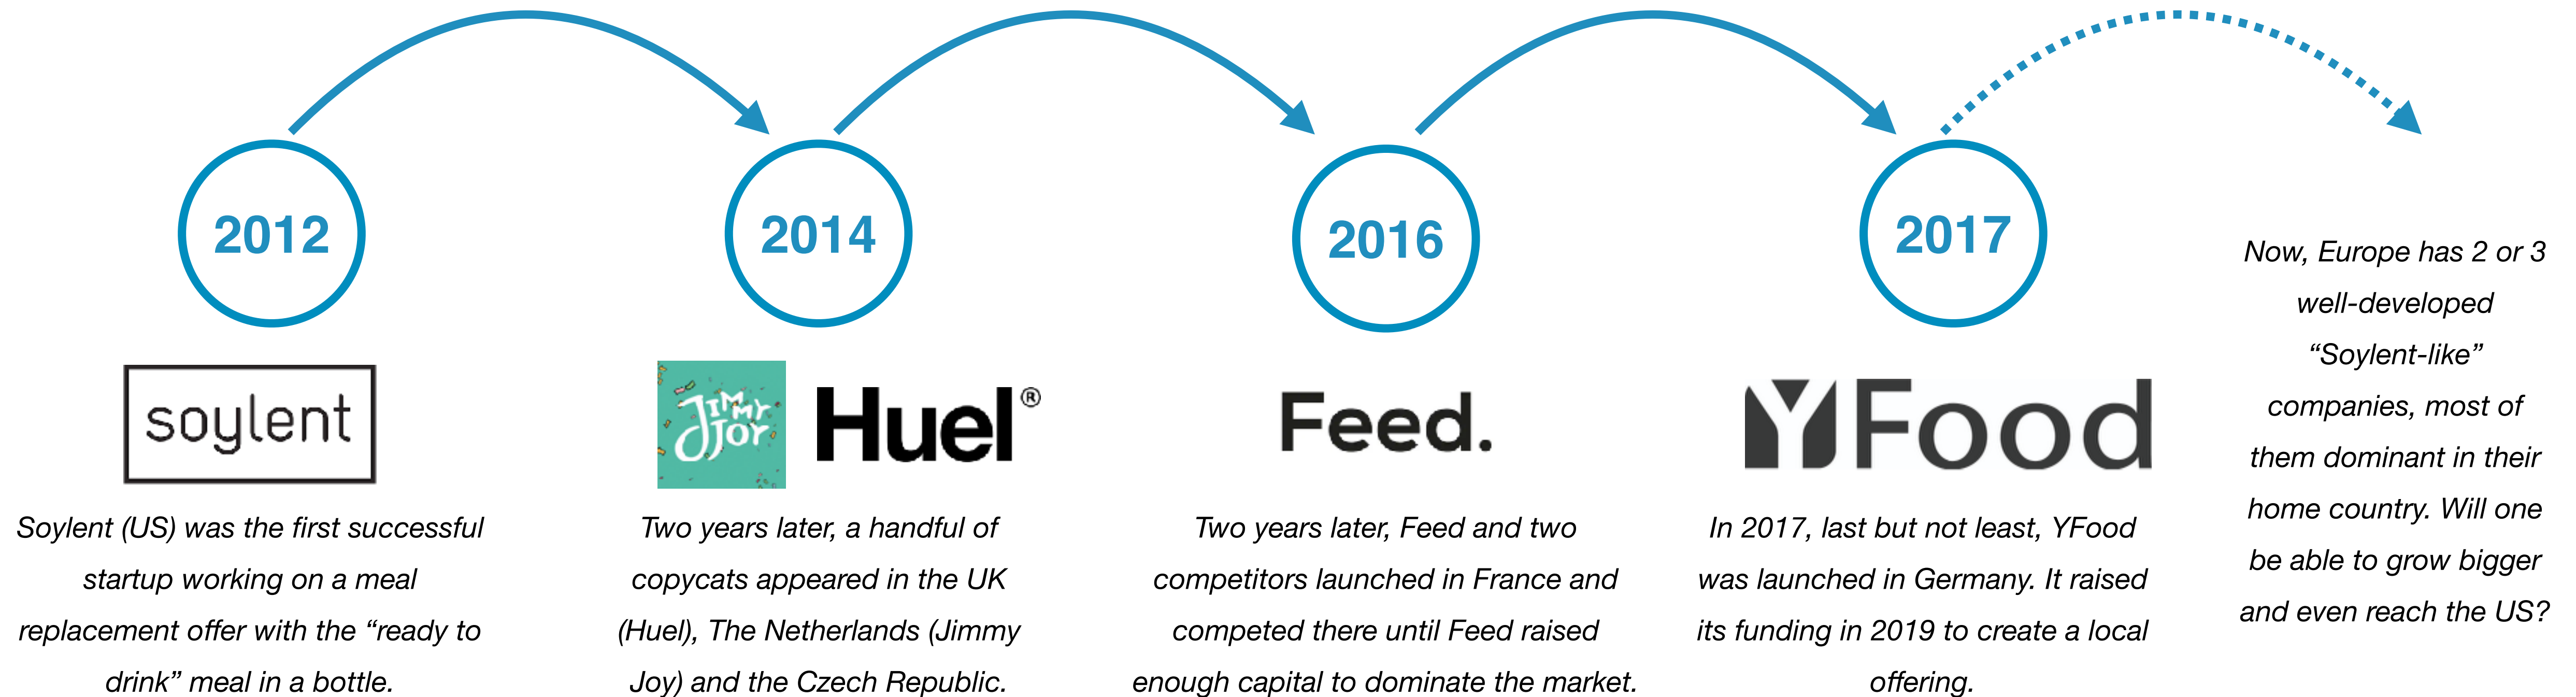 2012
soylent
Soylent (US) was the first successful
startup working on a meal
replacement offer with the “ready to
drink” meal in a bottle.
2014
JIMMY
JOY
Huel®
Two years later, a handful of
copycats appeared in the UK
(Huel), The Netherlands (Jimmy
Joy) and the Czech Republic.
2016
Feed.
Two years later, Feed and two
competitors launched in France and
competed there until Feed raised
enough capital to dominate the market.
2017
YFood
In 2017, last but not least, YFood
was launched in Germany. It raised
its funding in 2019 to create a local
offering.
Now, Europe has 2 or 3
well-developed
“Soylent-like”
companies, most of
them dominant in their
home country. Will one
be able to grow bigger
and even reach the US?